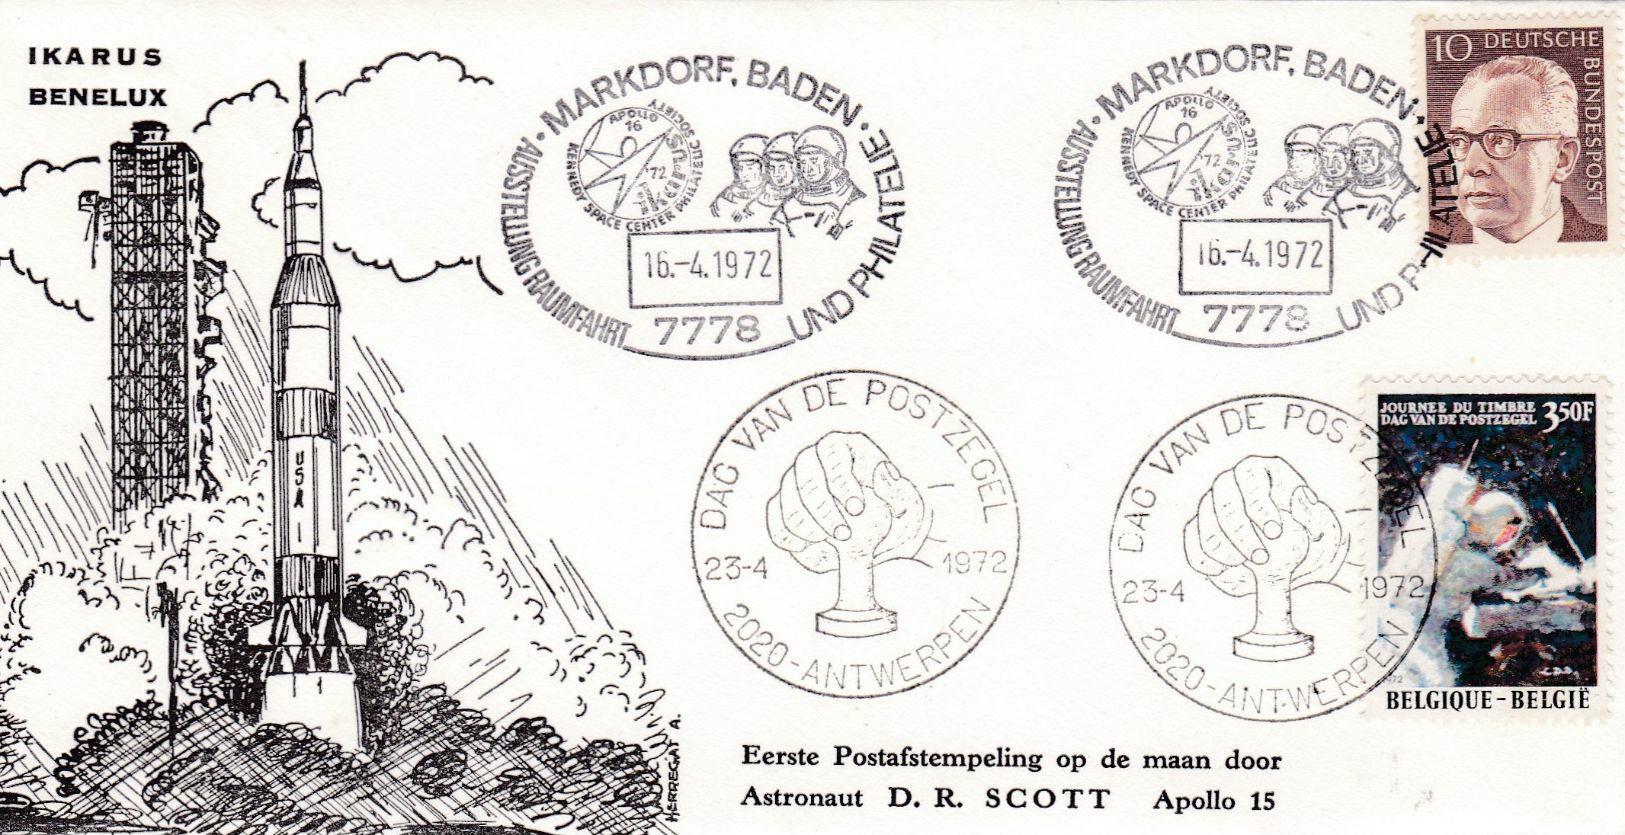 IKARUS
BENELUX
USA
1
HERREGAT A.
MARKDORF, BADEN · AUSSTELLUNG RAUMFAHRT UND PHILATELIE ·
APOLLO
16
'72
ikarus
KENNEDY SPACE CENTER PHILATELIC SOCIETY
K-W
16.-4.1972
7778
MARKDORF, BADEN · AUSSTELLUNG RAUMFAHRT UND PHILATELIE ·
APOLLO
16
'72
ikarus
KENNEDY SPACE CENTER PHILATELIC SOCIETY
16.-4.1972
7778
10 DEUTSCHE
BUNDESPOST
DAG VAN DE POSTZEGEL
23-4 1972
2020-ANTWERPEN
DAG VAN DE POSTZEGEL
23-4 1972
2020-ANTWERPEN
JOURNEE DU TIMBRE
DAG VAN DE POSTZEGEL 3,50F
1972
BELGIQUE-BELGIË
Eerste Postafstempeling op de maan door
Astronaut D. R. SCOTT Apollo 15